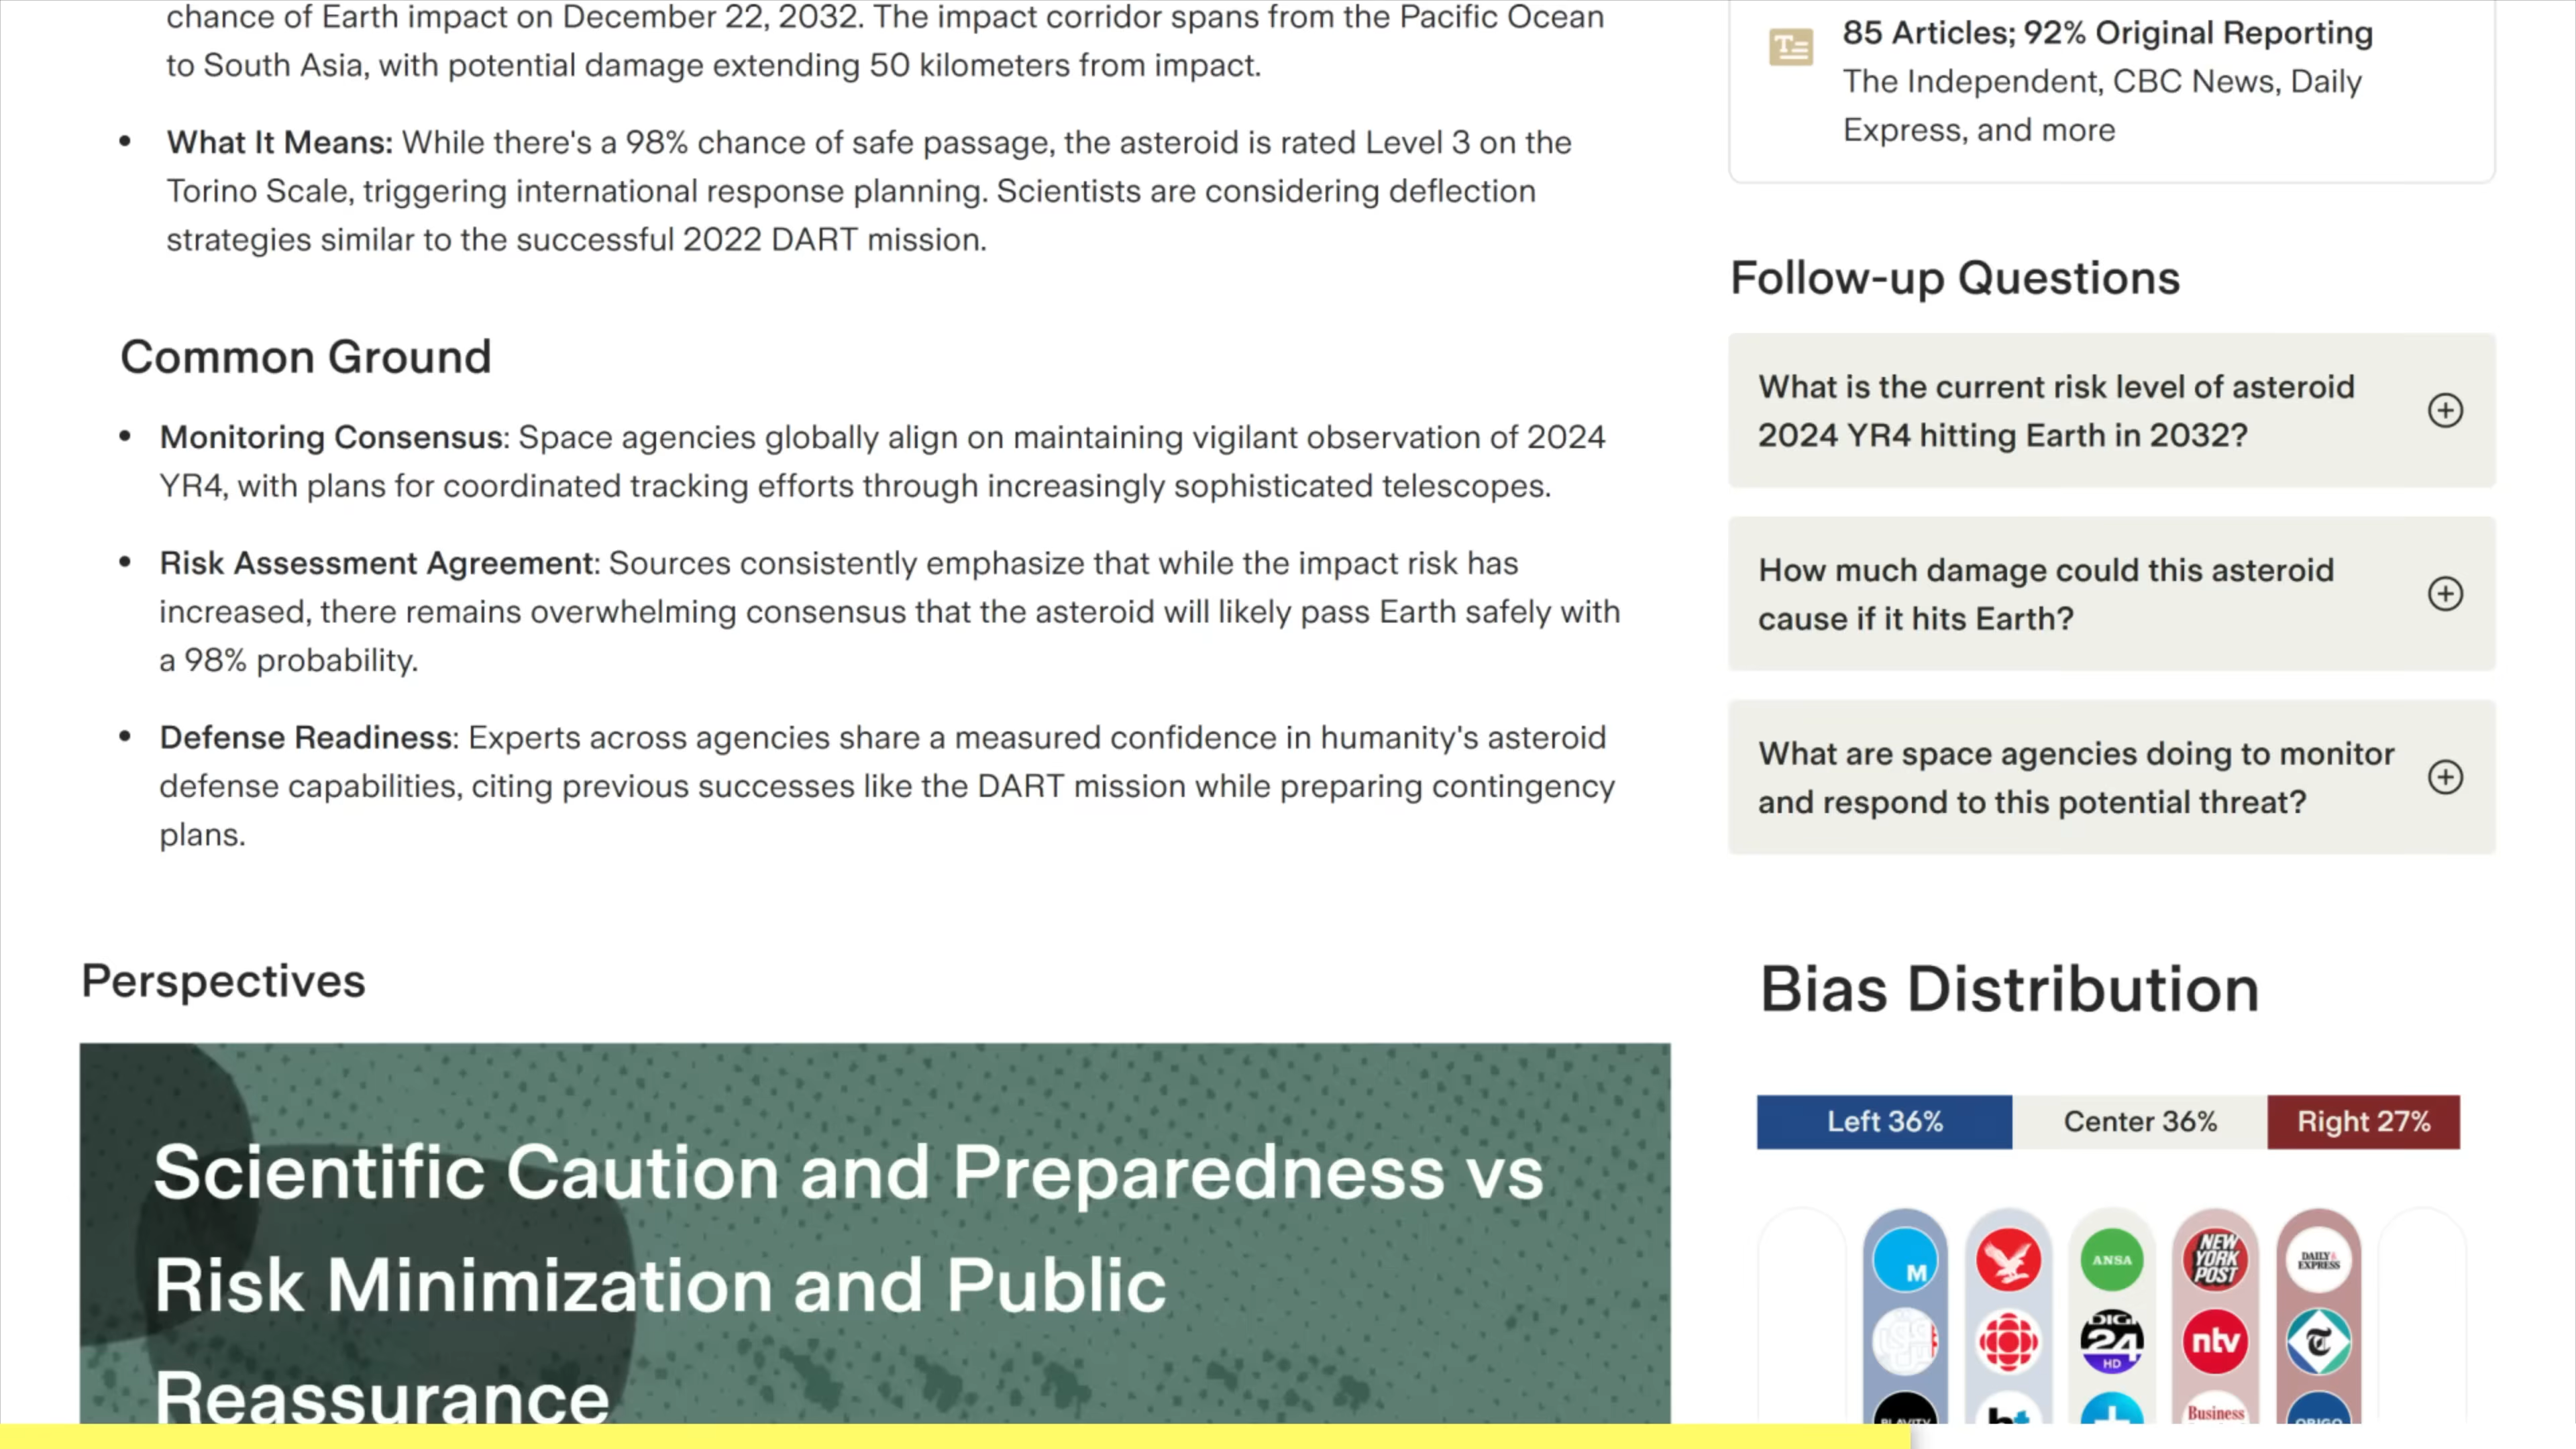 chance of Earth impact on December 22, 2032. The impact corridor spans from the Pacific Ocean
to South Asia, with potential damage extending 50 kilometers from impact.
• What It Means: While there's a 98% chance of safe passage, the asteroid is rated Level 3 on the
Torino Scale, triggering international response planning. Scientists are considering deflection
strategies similar to the successful 2022 DART mission.
Common Ground
• Monitoring Consensus: Space agencies globally align on maintaining vigilant observation of 2024
YR4, with plans for coordinated tracking efforts through increasingly sophisticated telescopes.
• Risk Assessment Agreement: Sources consistently emphasize that while the impact risk has
increased, there remains overwhelming consensus that the asteroid will likely pass Earth safely with
a 98% probability.
• Defense Readiness: Experts across agencies share a measured confidence in humanity's asteroid
defense capabilities, citing previous successes like the DART mission while preparing contingency
plans.
Perspectives
Scientific Caution and Preparedness vs
Risk Minimization and Public
Reassurance
85 Articles; 92% Original Reporting
The Independent, CBC News, Daily
Express, and more
Follow-up Questions
What is the current risk level of asteroid
2024 YR4 hitting Earth in 2032?
How much damage could this asteroid
cause if it hits Earth?
What are space agencies doing to monitor
and respond to this potential threat?
Bias Distribution
Left 36% Center 36% Right 27%
M
ANSA
NEW
YORK
POST
DAILY
EXPRESS
DIGI
24
HD
ntv
T
BLAVITY
ht
Business
ORIGO